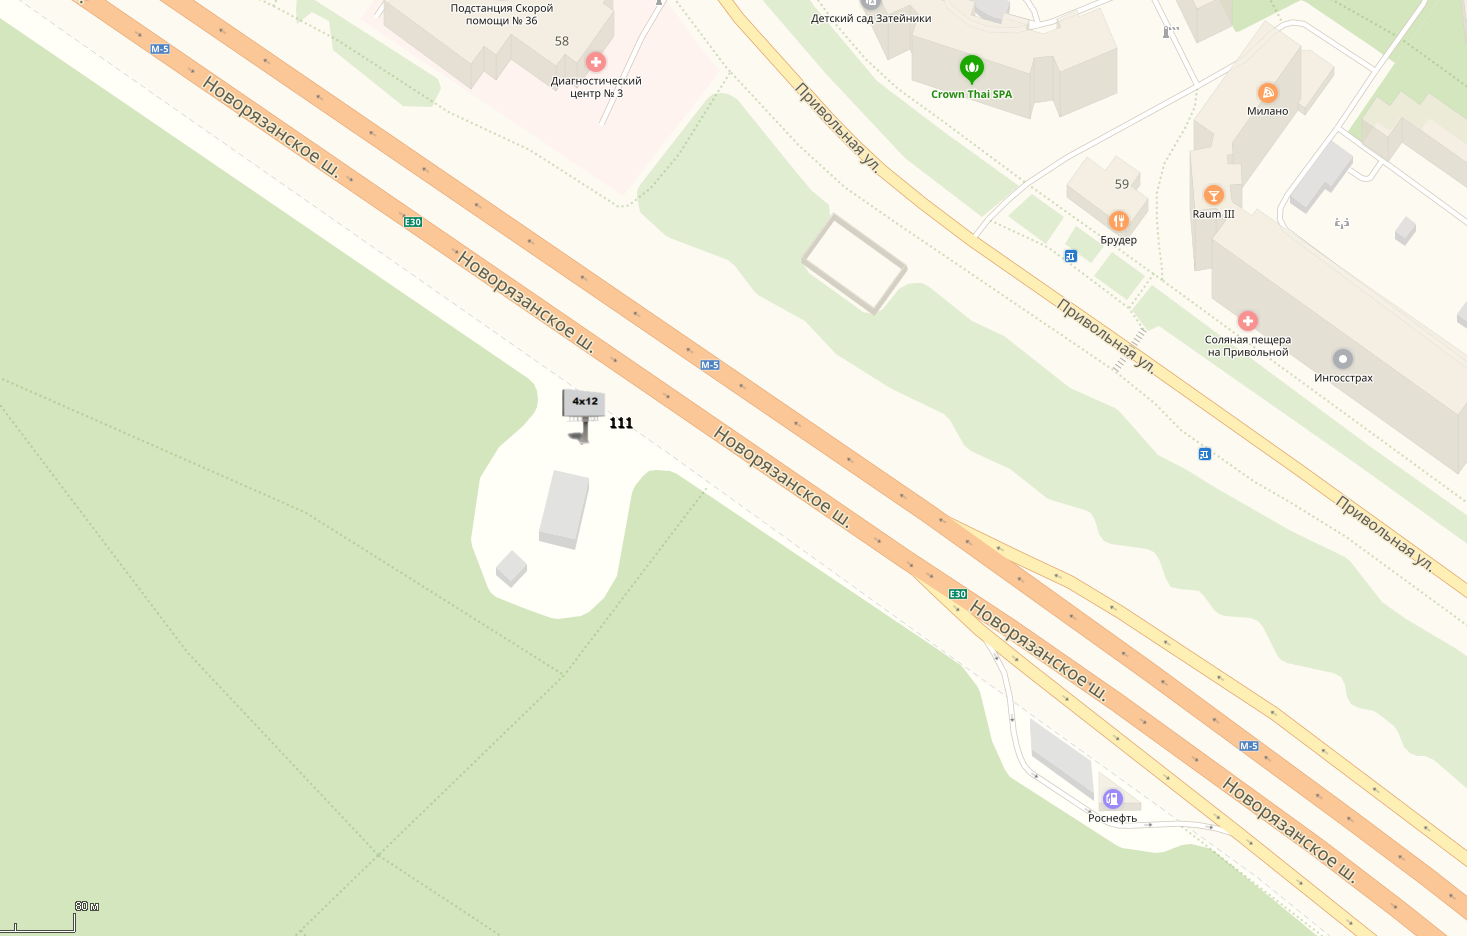 Подстанция Скорой
помощи № 36
Детский сад Затейники
58
М-5
Диагностический
центр № 3
Crown Thai SPA
Милано
Новорязанское ш.
Привольная ул.
59
Raum III
E30
Брудер
Новорязанское ш.
Привольная ул.
Соляная пещера
на Привольной
М-5
Ингосстрах
4x12
111
Новорязанское ш.
Привольная ул.
E30
Новорязанское ш.
М-5
Новорязанское ш.
Роснефть
80 м